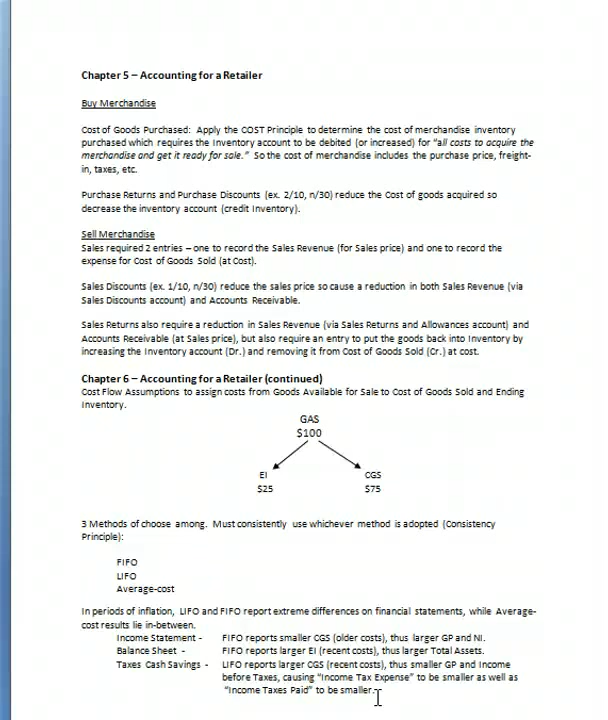 Chapter 5 – Accounting for a Retailer
Buy Merchandise
Cost of Goods Purchased: Apply the COST Principle to determine the cost of merchandise inventory
purchased which requires the Inventory account to be debited (or increased) for “all costs to acquire the
merchandise and get it ready for sale.” So the cost of merchandise includes the purchase price, freight-
in, taxes, etc.
Purchase Returns and Purchase Discounts (ex. 2/10, n/30) reduce the Cost of goods acquired so
decrease the inventory account (credit Inventory).
Sell Merchandise
Sales required 2 entries – one to record the Sales Revenue (for Sales price) and one to record the
expense for Cost of Goods Sold (at Cost).
Sales Discounts (ex. 1/10, n/30) reduce the sales price so cause a reduction in both Sales Revenue (via
Sales Discounts account) and Accounts Receivable.
Sales Returns also require a reduction in Sales Revenue (via Sales Returns and Allowances account) and
Accounts Receivable (at Sales price), but also require an entry to put the goods back into Inventory by
increasing the Inventory account (Dr.) and removing it from Cost of Goods Sold (Cr.) at cost.
Chapter 6 – Accounting for a Retailer (continued)
Cost Flow Assumptions to assign costs from Goods Available for Sale to Cost of Goods Sold and Ending
Inventory.
GAS
$100
EI CGS
$25 $75
3 Methods of choose among. Must consistently use whichever method is adopted (Consistency
Principle):
FIFO
LIFO
Average-cost
In periods of inflation, LIFO and FIFO report extreme differences on financial statements, while Average-
cost results lie in-between.
Income Statement - FIFO reports smaller CGS (older costs), thus larger GP and NI.
Balance Sheet - FIFO reports larger EI (recent costs), thus larger Total Assets.
Taxes Cash Savings - LIFO reports larger CGS (recent costs), thus smaller GP and Income
before Taxes, causing “Income Tax Expense” to be smaller as well as
“Income Taxes Paid” to be smaller.